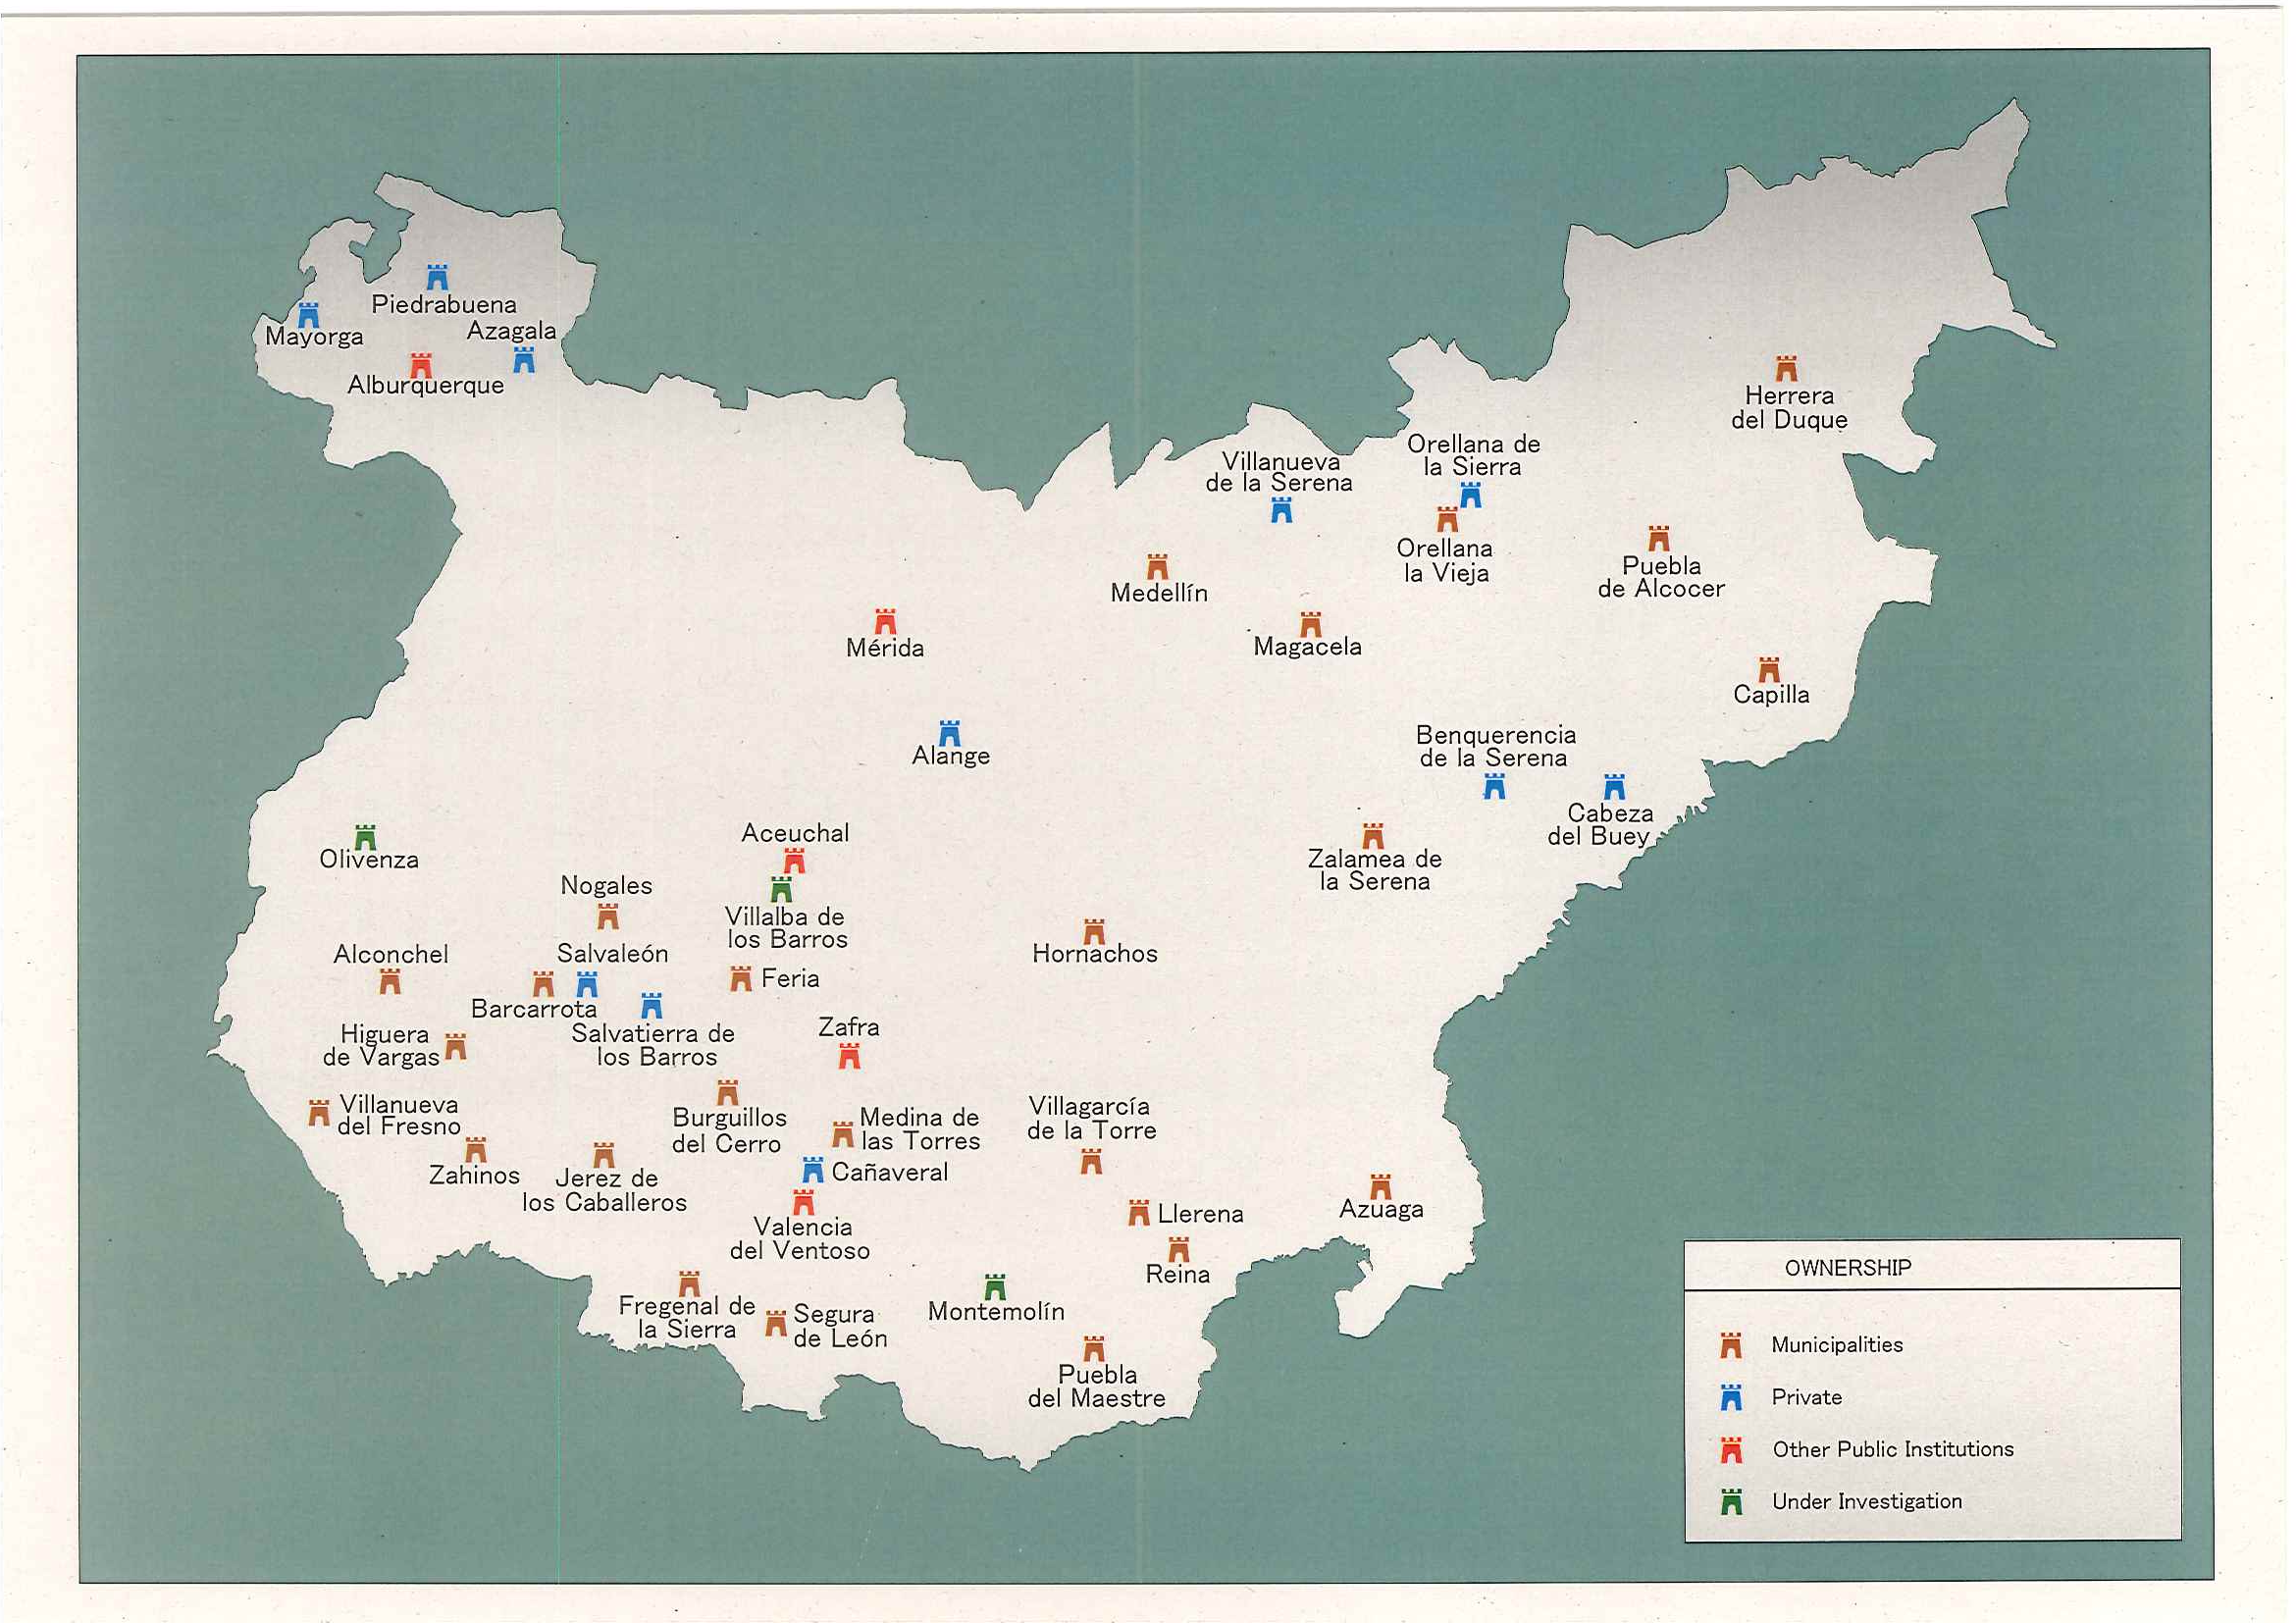 Piedrabuena
Mayorga
Azagala
Alburquerque
Herrera
del Duque
Orellana de
la Sierra
Villanueva
de la Serena
Orellana
la Vieja
Puebla
de Alcocer
Medellín
Magacela
Mérida
Capilla
Alange
Benquerencia
de la Serena
Cabeza
del Buey
Zalamea de
la Serena
Olivenza
Aceuchal
Nogales
Villalba de
los Barros
Hornachos
Alconchel
Salvaleón
Feria
Barcarrota
Higuera
de Vargas
Salvatierra de
los Barros
Zafra
Villanueva
del Fresno
Burguillos
del Cerro
Medina de
las Torres
Villagarcía
de la Torre
Zahinos
Jerez de
los Caballeros
Cañaveral
Valencia
del Ventoso
Llerena
Azuaga
Reina
Fregenal de
la Sierra
Segura
de León
Montemolín
Puebla
del Maestre
OWNERSHIP
Municipalities
Private
Other Public Institutions
Under Investigation